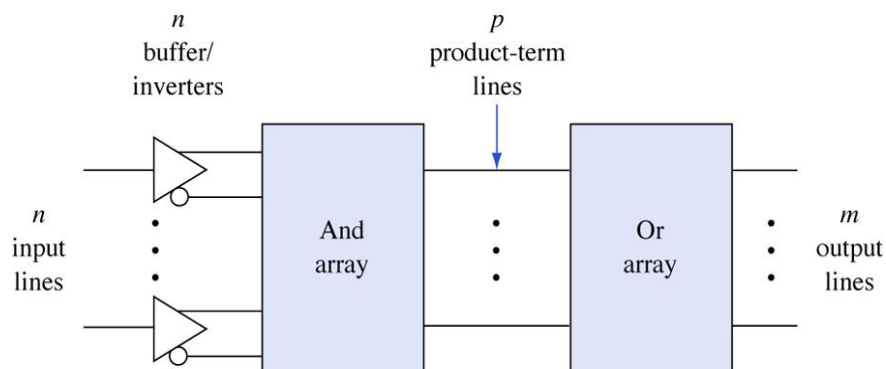 n
buffer/
inverters
p
product-term
lines
n
input
lines
And
array
Or
array
m
output
lines